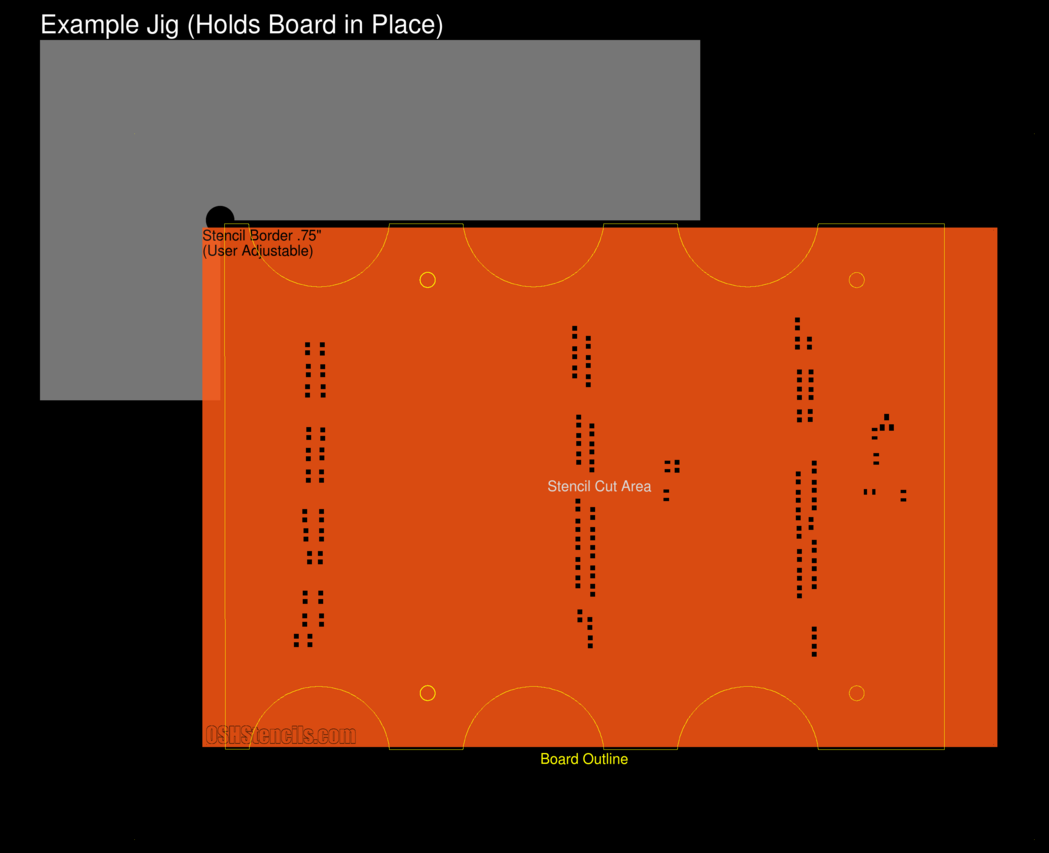 Example Jig (Holds Board in Place)
Stencil Border .75"
(User Adjustable)
Stencil Cut Area
OSHStencils.com
Board Outline